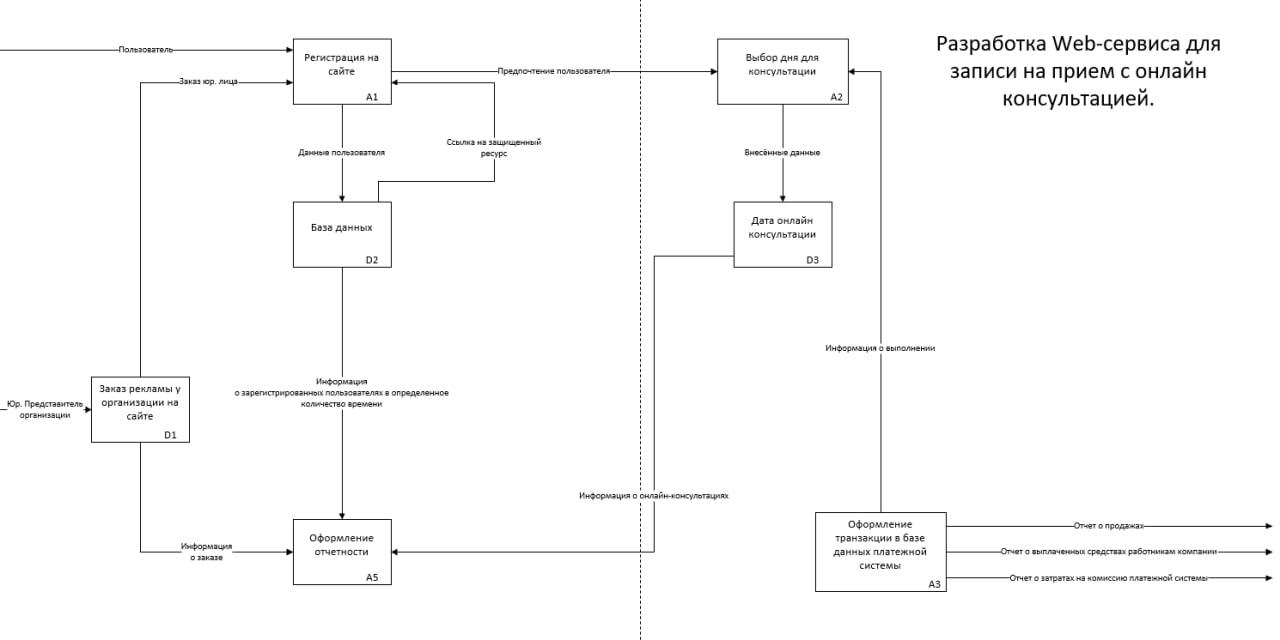 Разработка Web-сервиса для
записи на прием с онлайн
консультацией.
Пользователь
Регистрация на
сайте
A1
Предпочтение пользователя
Выбор дня для
консультации
A2
Заказ юр. лица
Данные пользователя
Ссылка на защищенный
ресурс
Внесённые данные
База данных
D2
Дата онлайн
консультации
D3
Информация о выполнении
Информация
о зарегистрированных пользователях в определенное
количество времени
Юр. Представитель
организации
Заказ рекламы у
организации на
сайте
D1
Информация о онлайн-консультациях
Информация
о заказе
Оформление
отчетности
A5
Оформление
транзакции в базе
данных платежной
системы
A3
Отчет о продажах
Отчет о выплаченных средствах работникам компании
Отчет о затратах на комиссию платежной системы